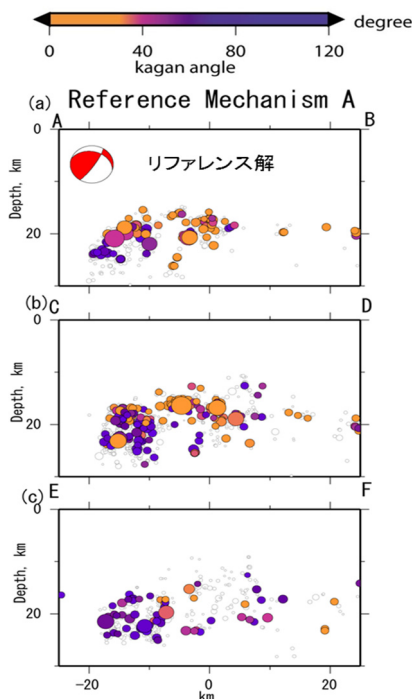 0 40 80 120 degree
kagan angle
(a) Reference Mechanism A
A B
リファレンス解
Depth, km
0
20
(b)
C D
Depth, km
0
20
(c)
E F
Depth, km
0
20
-20 0 20
km